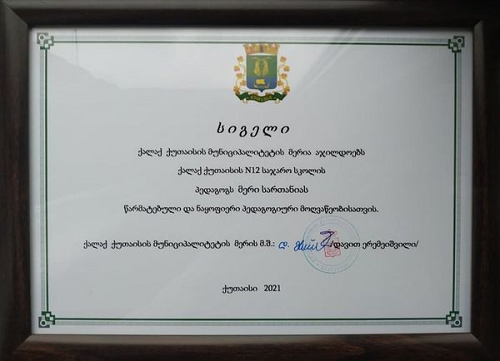 სიგელი
ქალაქ ქუთაისის მუნიციპალიტეტის მერია აჯილდოებს
ქალაქ ქუთაისის N12 საჯარო სკოლის
პედაგოგს მერი სართანიას
წარმატებული და ნაყოფიერი პედაგოგიური მოღვაწეობისათვის.
ქალაქ ქუთაისის მუნიციპალიტეტის მერის მ.შ.: /დავით ერემეიშვილი/
ქუთაისი 2021